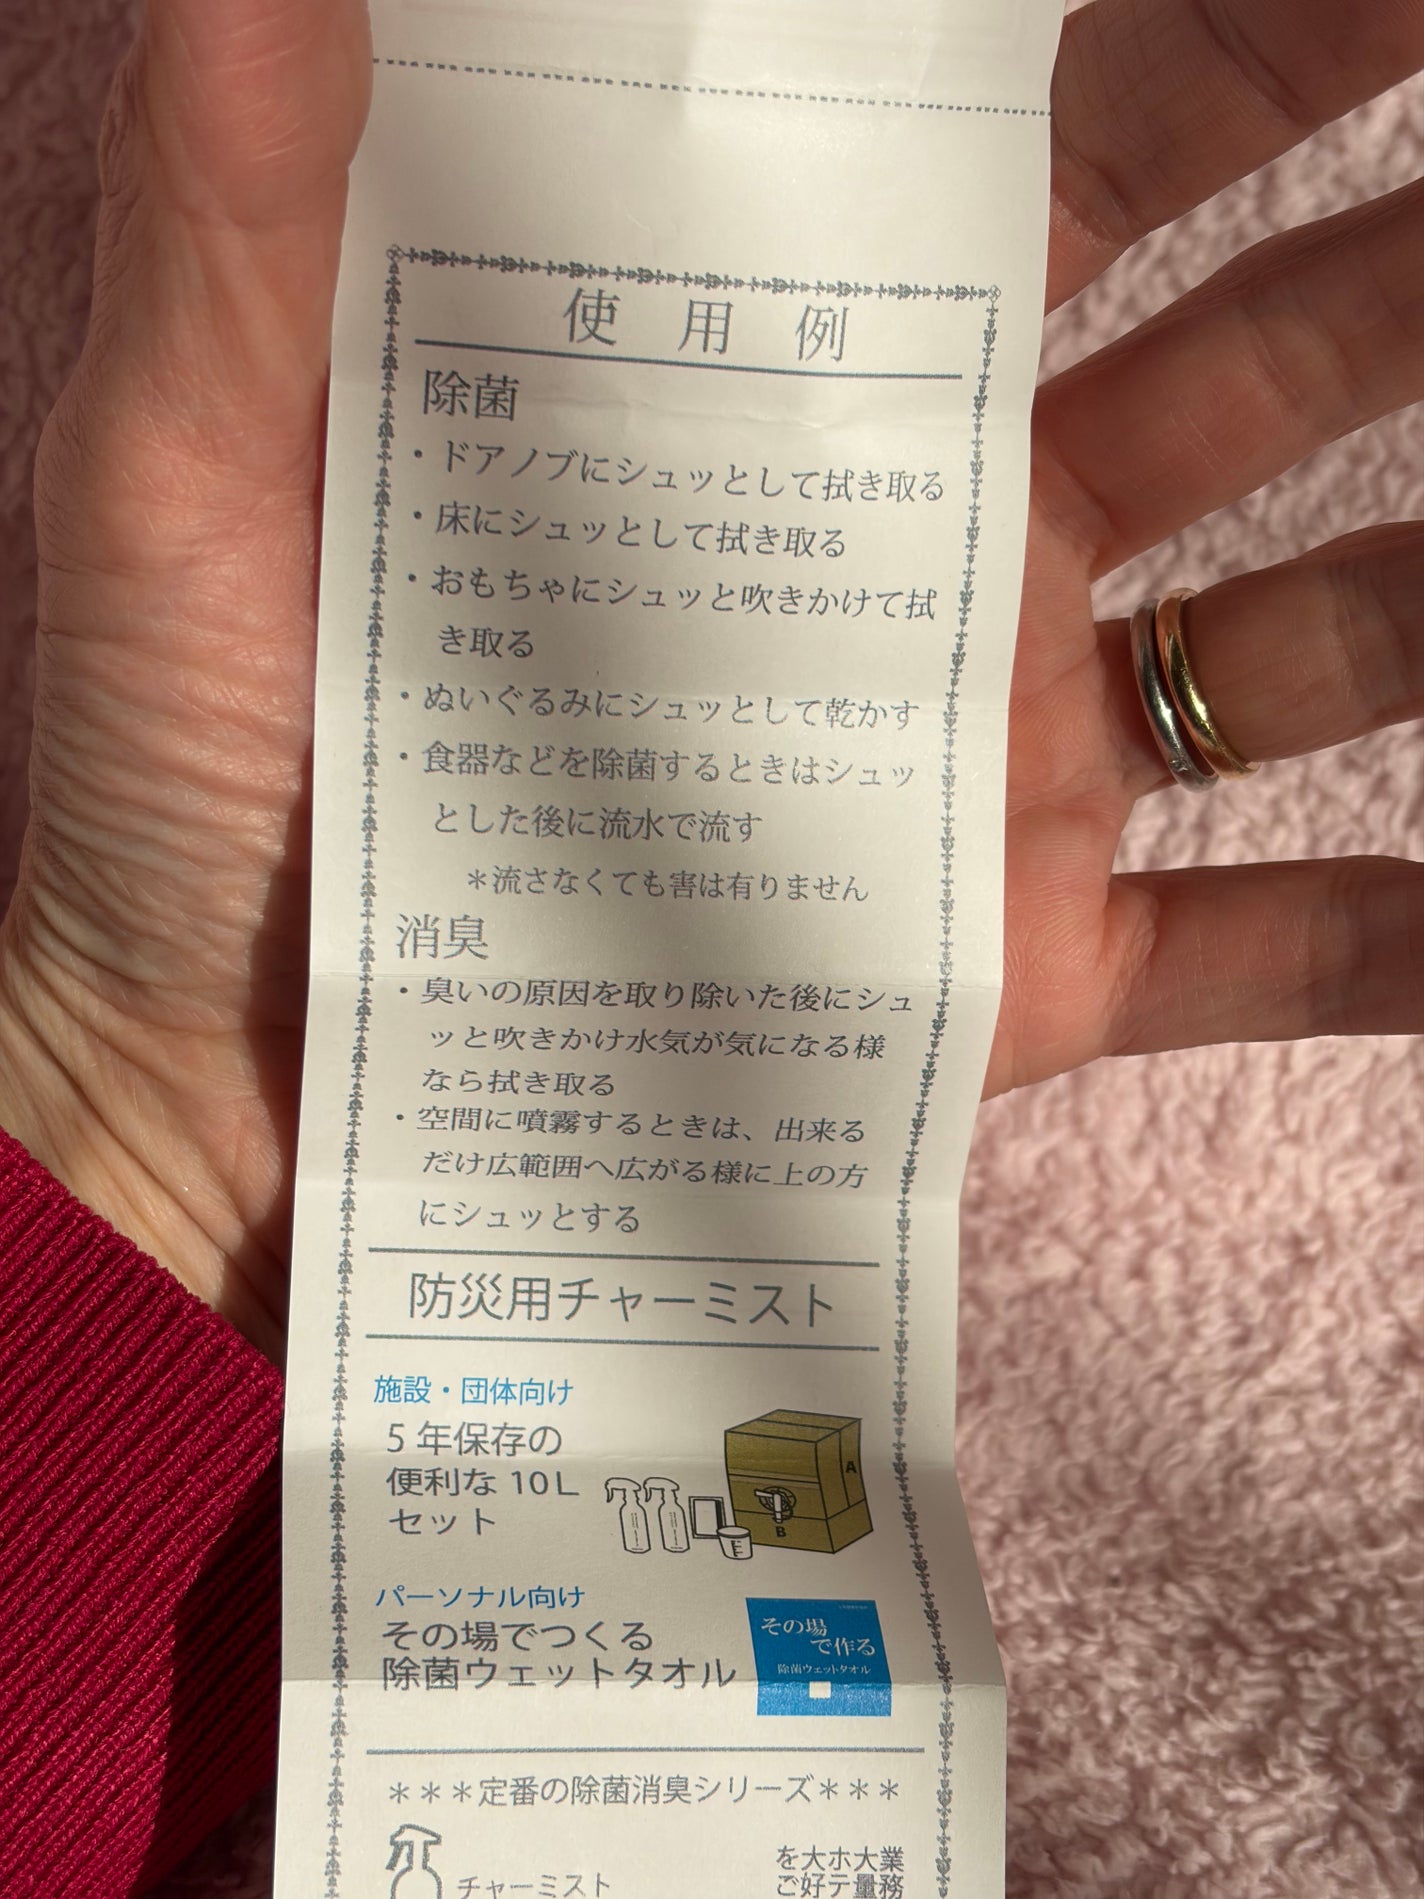 使用例
除菌
・ドアノブにシュッとして拭き取る
・床にシュッとして拭き取る
・おもちゃにシュッと吹きかけて拭
き取る
・ぬいぐるみにシュッとして乾かす
・食器などを除菌するときはシュッ
とした後に流水で流す
＊流さなくても害は有りません
消臭
・臭いの原因を取り除いた後にシュ
ッと吹きかけ水気が気になる様
なら拭き取る
・空間に噴霧するときは、出来る
だけ広範囲へ広がる様に上の方
にシュッとする
防災用チャーミスト
施設・団体向け
5年保存の
便利な10L
セット
A
B
パーソナル向け
その場でつくる
除菌ウェットタオル
その場
で作る
除菌ウェットタオル
＊＊＊定番の除菌消臭シリーズ＊＊＊
チャーミスト
を大ホ大業
ご好テ量務